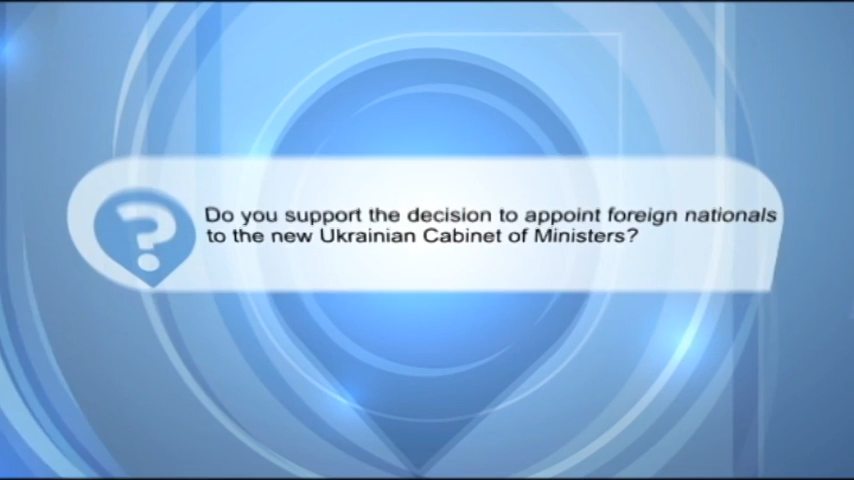 Do you support the decision to appoint foreign nationals
to the new Ukrainian Cabinet of Ministers?